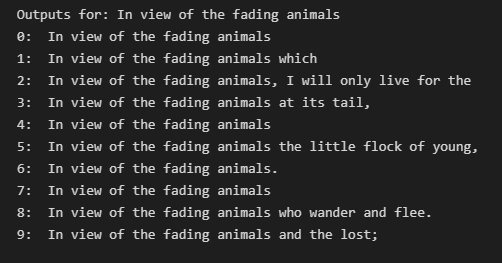 Outputs for: In view of the fading animals
0:  In view of the fading animals
1:  In view of the fading animals which
2:  In view of the fading animals, I will only live for the
3:  In view of the fading animals at its tail,
4:  In view of the fading animals
5:  In view of the fading animals the little flock of young,
6:  In view of the fading animals.
7:  In view of the fading animals
8:  In view of the fading animals who wander and flee.
9:  In view of the fading animals and the lost;